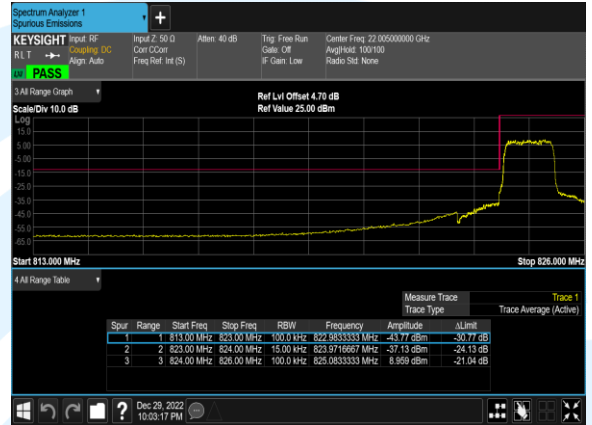 Spectrum Analyzer 1
Spurious Emissions
+
KEYSIGHT Input: RF Input Z: 50 Ω Atten: 40 dB Trig: Free Run Center Freq: 22.005000000 GHz
RLT Coupling: DC Corr CCorr Gate: Off Avg|Hold: 100/100
Align: Auto Freq Ref: Int (S) IF Gain: Low Radio Std: None
PASS
3 All Range Graph Ref Lvl Offset 4.70 dB
Scale/Div 10.0 dB Ref Value 25.00 dBm
Log
15.0
5.00
-5.00
-15.0
-25.0
-35.0
-45.0
-55.0
-65.0
Start 813.000 MHz Stop 826.000 MHz
4 All Range Table
Measure Trace Trace 1
Trace Type Trace Average (Active)
Spur Range Start Freq Stop Freq RBW Frequency Amplitude ΔLimit
1 1 813.00 MHz 823.00 MHz 100.0 kHz 822.9833333 MHz -43.77 dBm -30.77 dB
2 2 823.00 MHz 824.00 MHz 15.00 kHz 823.9716667 MHz -37.13 dBm -24.13 dB
3 3 824.00 MHz 826.00 MHz 100.0 kHz 825.0833333 MHz 8.959 dBm -21.04 dB
? Dec 29, 2022
10:03:17 PM